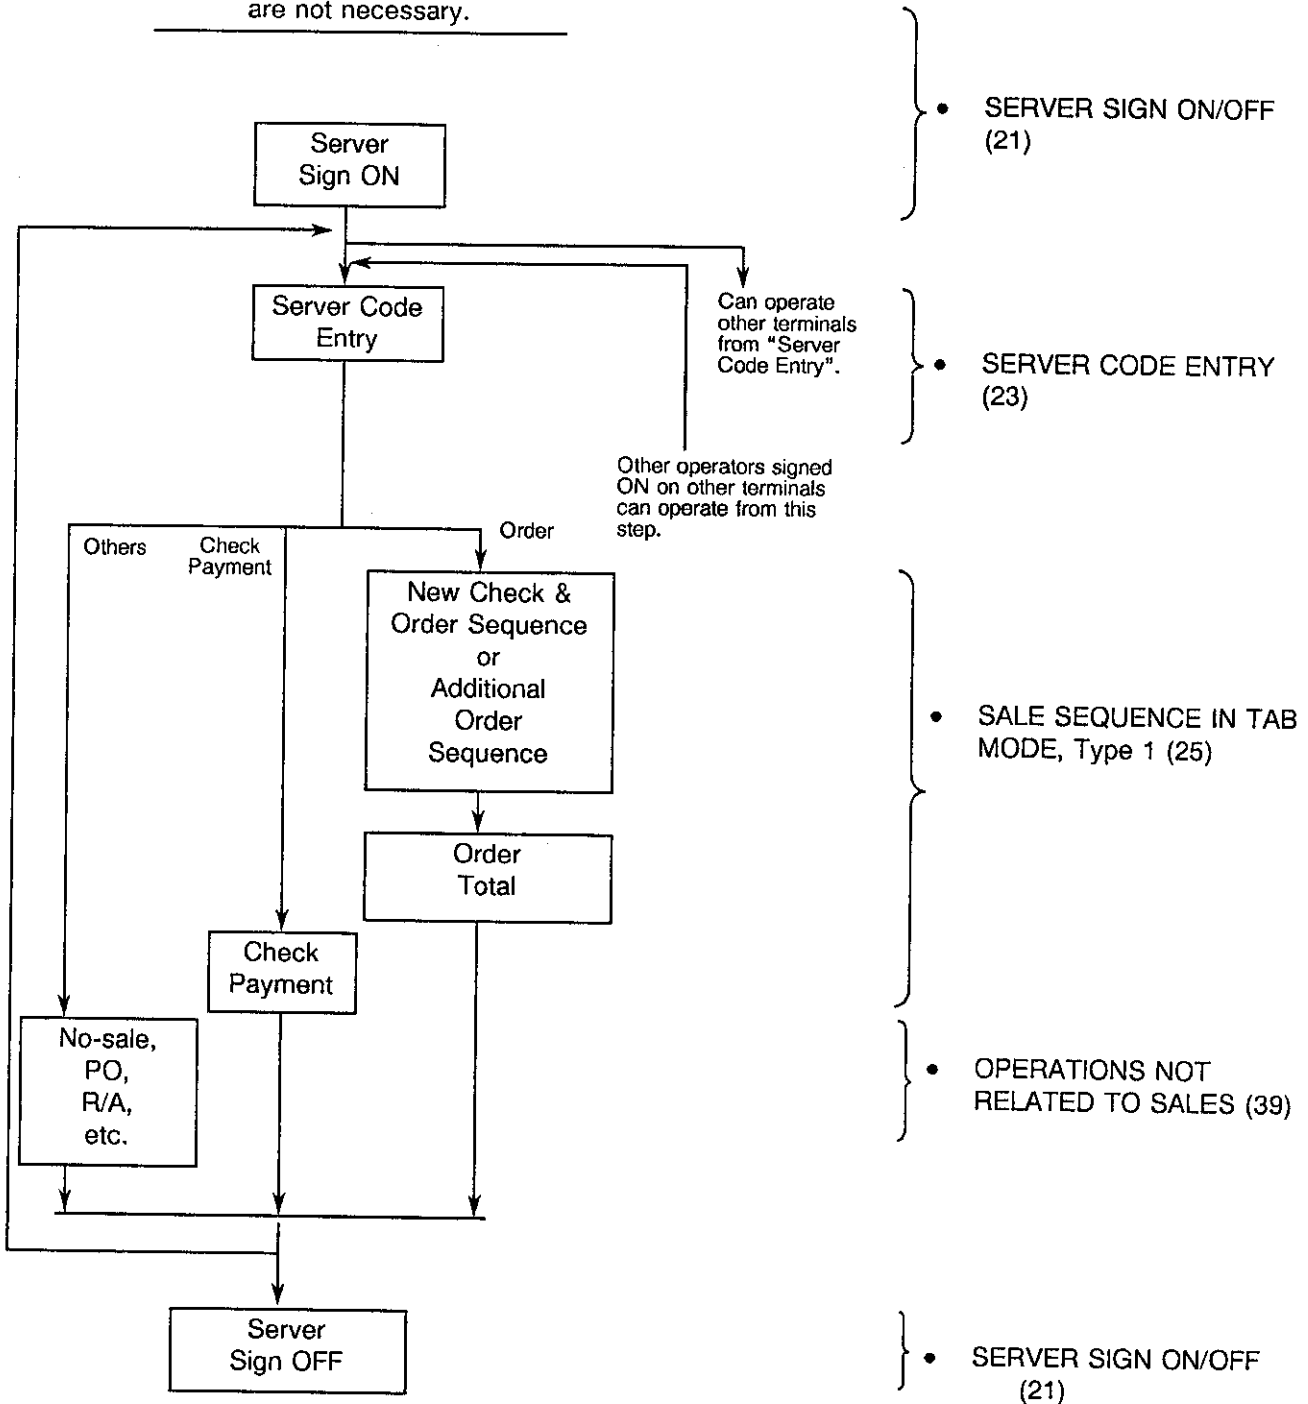 are not necessary.
SERVER SIGN ON/OFF
(21)
Server
Sign ON
Server Code
Entry
Can operate
other terminals
from "Server
Code Entry".
SERVER CODE ENTRY
(23)
Other operators signed
ON on other terminals
can operate from this
step.
Others
Check
Payment
Order
New Check &
Order Sequence
or
Additional
Order
Sequence
SALE SEQUENCE IN TAB
MODE, Type 1 (25)
Order
Total
Check
Payment
No-sale,
PO,
R/A,
etc.
OPERATIONS NOT
RELATED TO SALES (39)
Server
Sign OFF
SERVER SIGN ON/OFF
(21)